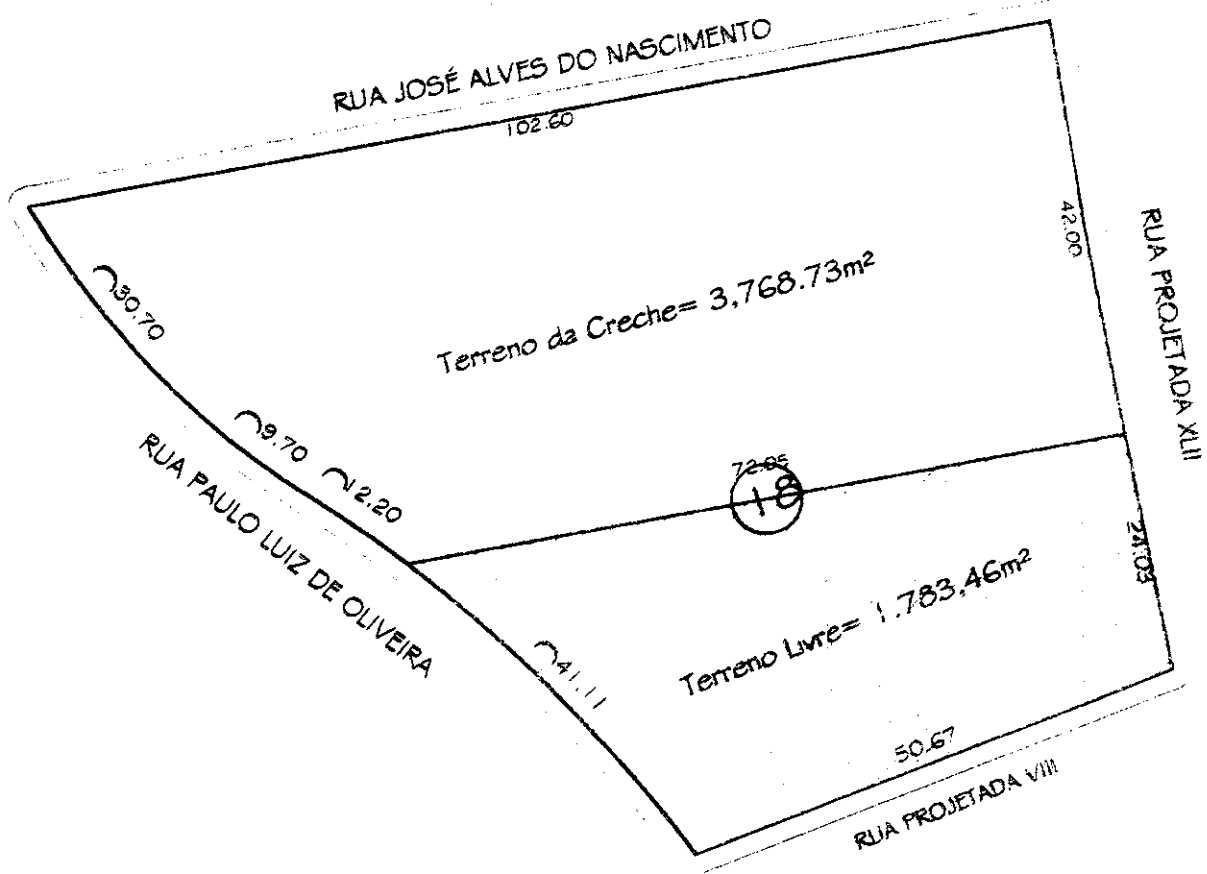 RUA JOSÉ ALVES DO NASCIMENTO
102.60
42.00
RUA PROJETADA XLII
30.70
Terreno da Creche= 3,768.73m²
9.70
12.20
RUA PAULO LUIZ DE OLIVEIRA
72.05
18
24.03
Terreno Livre= 1.783,46m²
41.11
50.67
RUA PROJETADA VIII